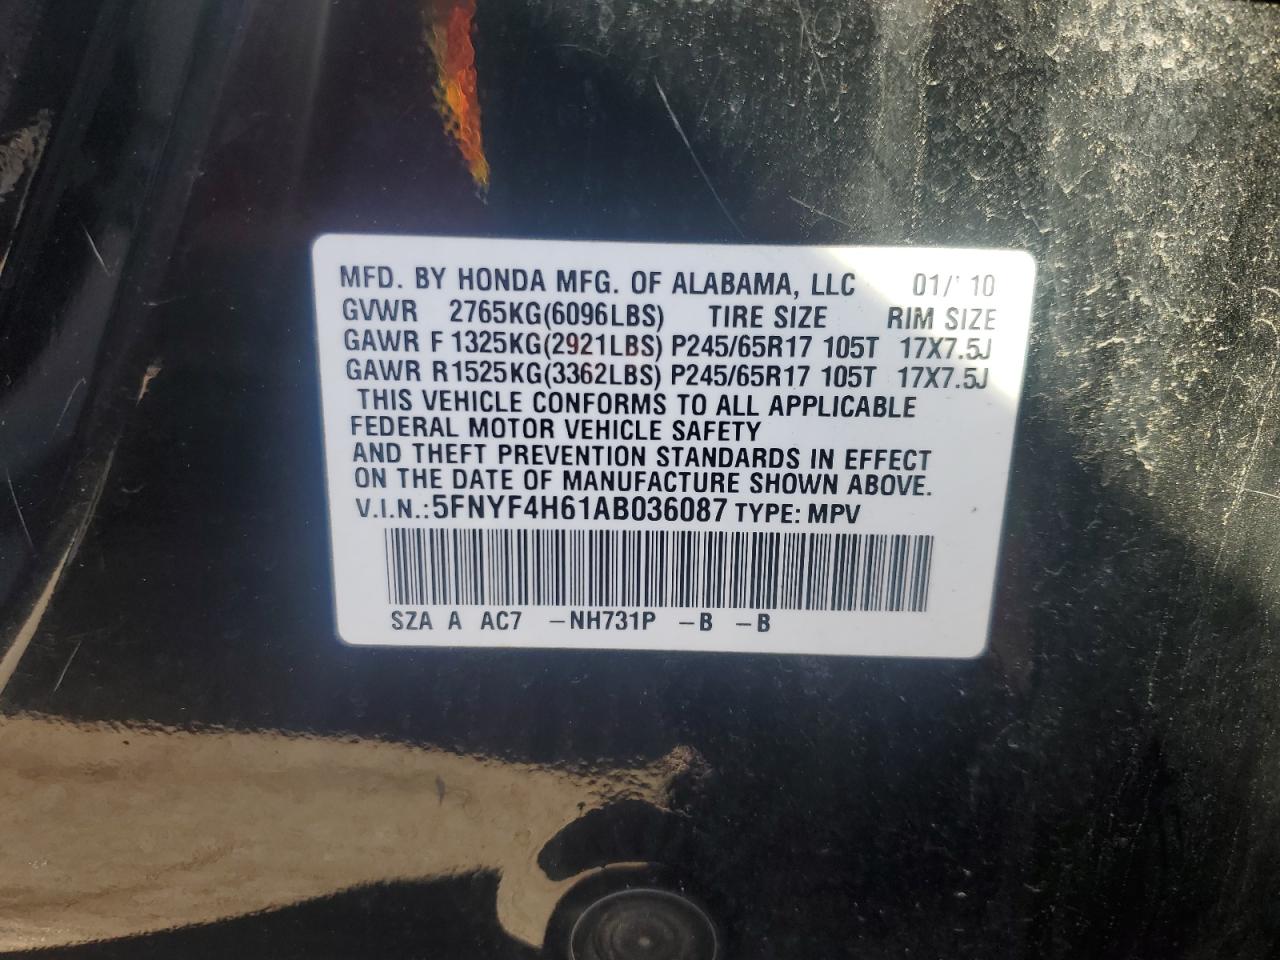 MFD. BY HONDA MFG. OF ALABAMA, LLC 01/'10
GVWR 2765KG(6096LBS) TIRE SIZE RIM SIZE
GAWR F 1325KG(2921LBS) P245/65R17 105T 17X7.5J
GAWR R1525KG(3362LBS) P245/65R17 105T 17X7.5J
THIS VEHICLE CONFORMS TO ALL APPLICABLE
FEDERAL MOTOR VEHICLE SAFETY
AND THEFT PREVENTION STANDARDS IN EFFECT
ON THE DATE OF MANUFACTURE SHOWN ABOVE.
V.I.N.:5FNYF4H61AB036087 TYPE: MPV
SZA A AC7 -NH731P -B -B